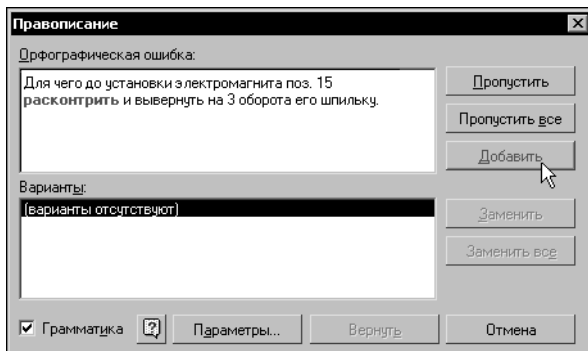 Правописание
Орфографическая ошибка:
Для чего до установки электромагнита поз. 15
расконтрить и вывернуть на 3 оборота его шпильку.
Пропустить
Пропустить все
Добавить
Варианты:
(варианты отсутствуют)
Заменить
Заменить все
Грамматика
Параметры...
Вернуть
Отмена